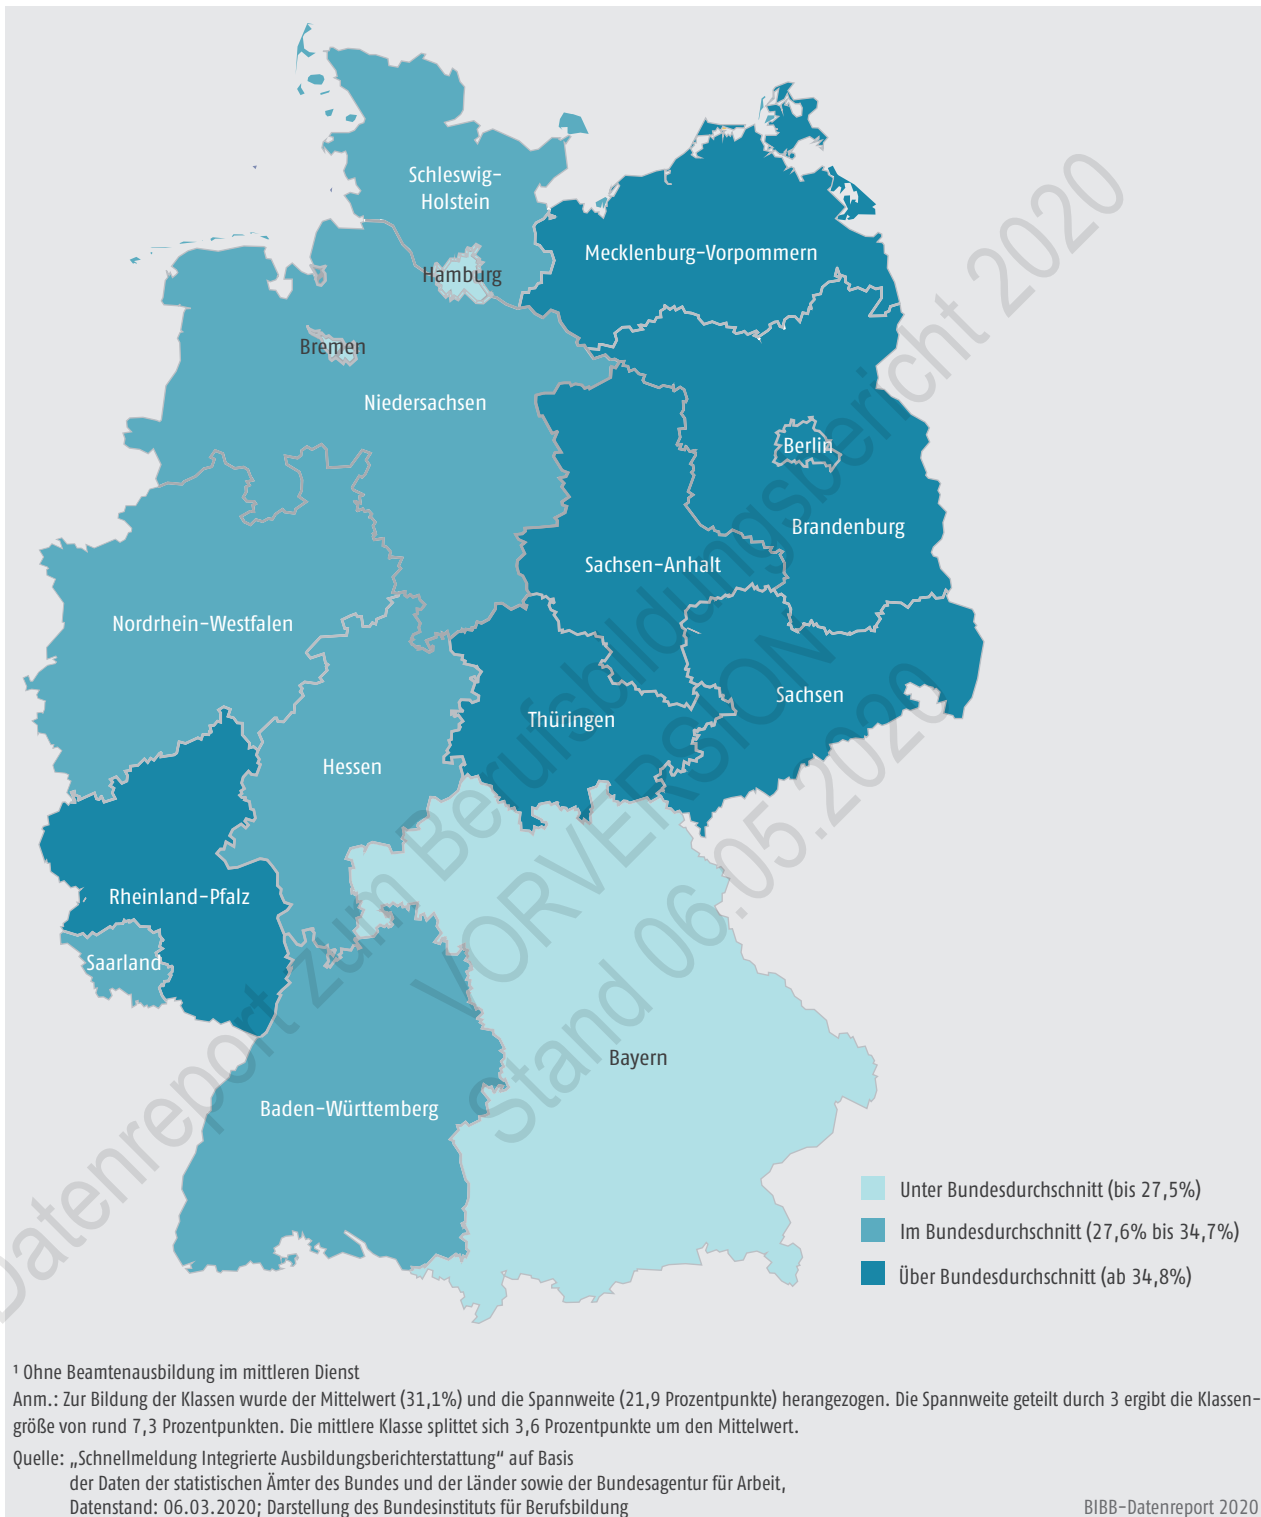 Schleswig-
Holstein
Mecklenburg-Vorpommern
Hamburg
Bremen
Niedersachsen
Berlin
Brandenburg
Sachsen-Anhalt
Nordrhein-Westfalen
Sachsen
Thüringen
Hessen
Rheinland-Pfalz
Saarland
Bayern
Baden-Württemberg
Datenreport zum Berufsbildungsbericht 2020
VORVERSION
Stand 06.05.2020
Unter Bundesdurchschnitt (bis 27,5%)
Im Bundesdurchschnitt (27,6% bis 34,7%)
Über Bundesdurchschnitt (ab 34,8%)
¹ Ohne Beamtenausbildung im mittleren Dienst
Anm.: Zur Bildung der Klassen wurde der Mittelwert (31,1%) und die Spannweite (21,9 Prozentpunkte) herangezogen. Die Spannweite geteilt durch 3 ergibt die Klassen-
größe von rund 7,3 Prozentpunkten. Die mittlere Klasse splittet sich 3,6 Prozentpunkte um den Mittelwert.
Quelle: „Schnellmeldung Integrierte Ausbildungsberichterstattung“ auf Basis
der Daten der statistischen Ämter des Bundes und der Länder sowie der Bundesagentur für Arbeit,
Datenstand: 06.03.2020; Darstellung des Bundesinstituts für Berufsbildung
BIBB-Datenreport 2020